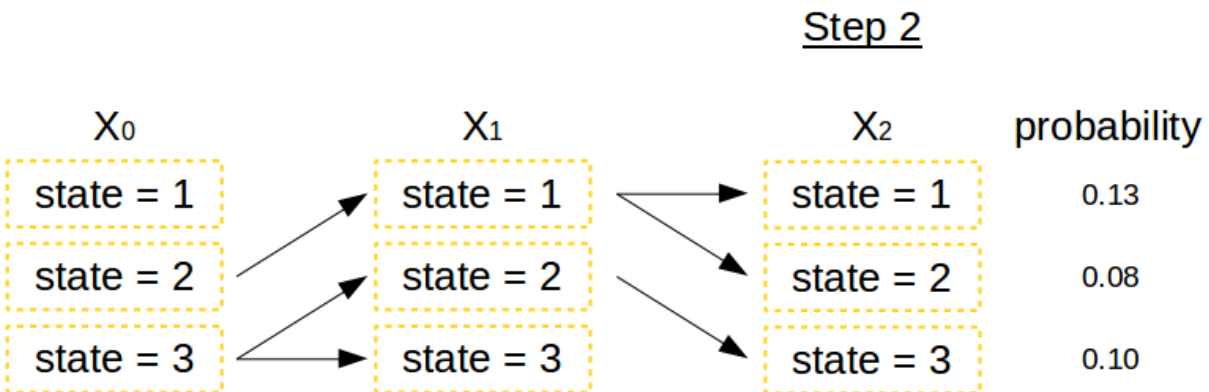 Step 2
X0 X1 X2 probability
state = 1 state = 1 state = 1 0.13
state = 2 state = 2 state = 2 0.08
state = 3 state = 3 state = 3 0.10